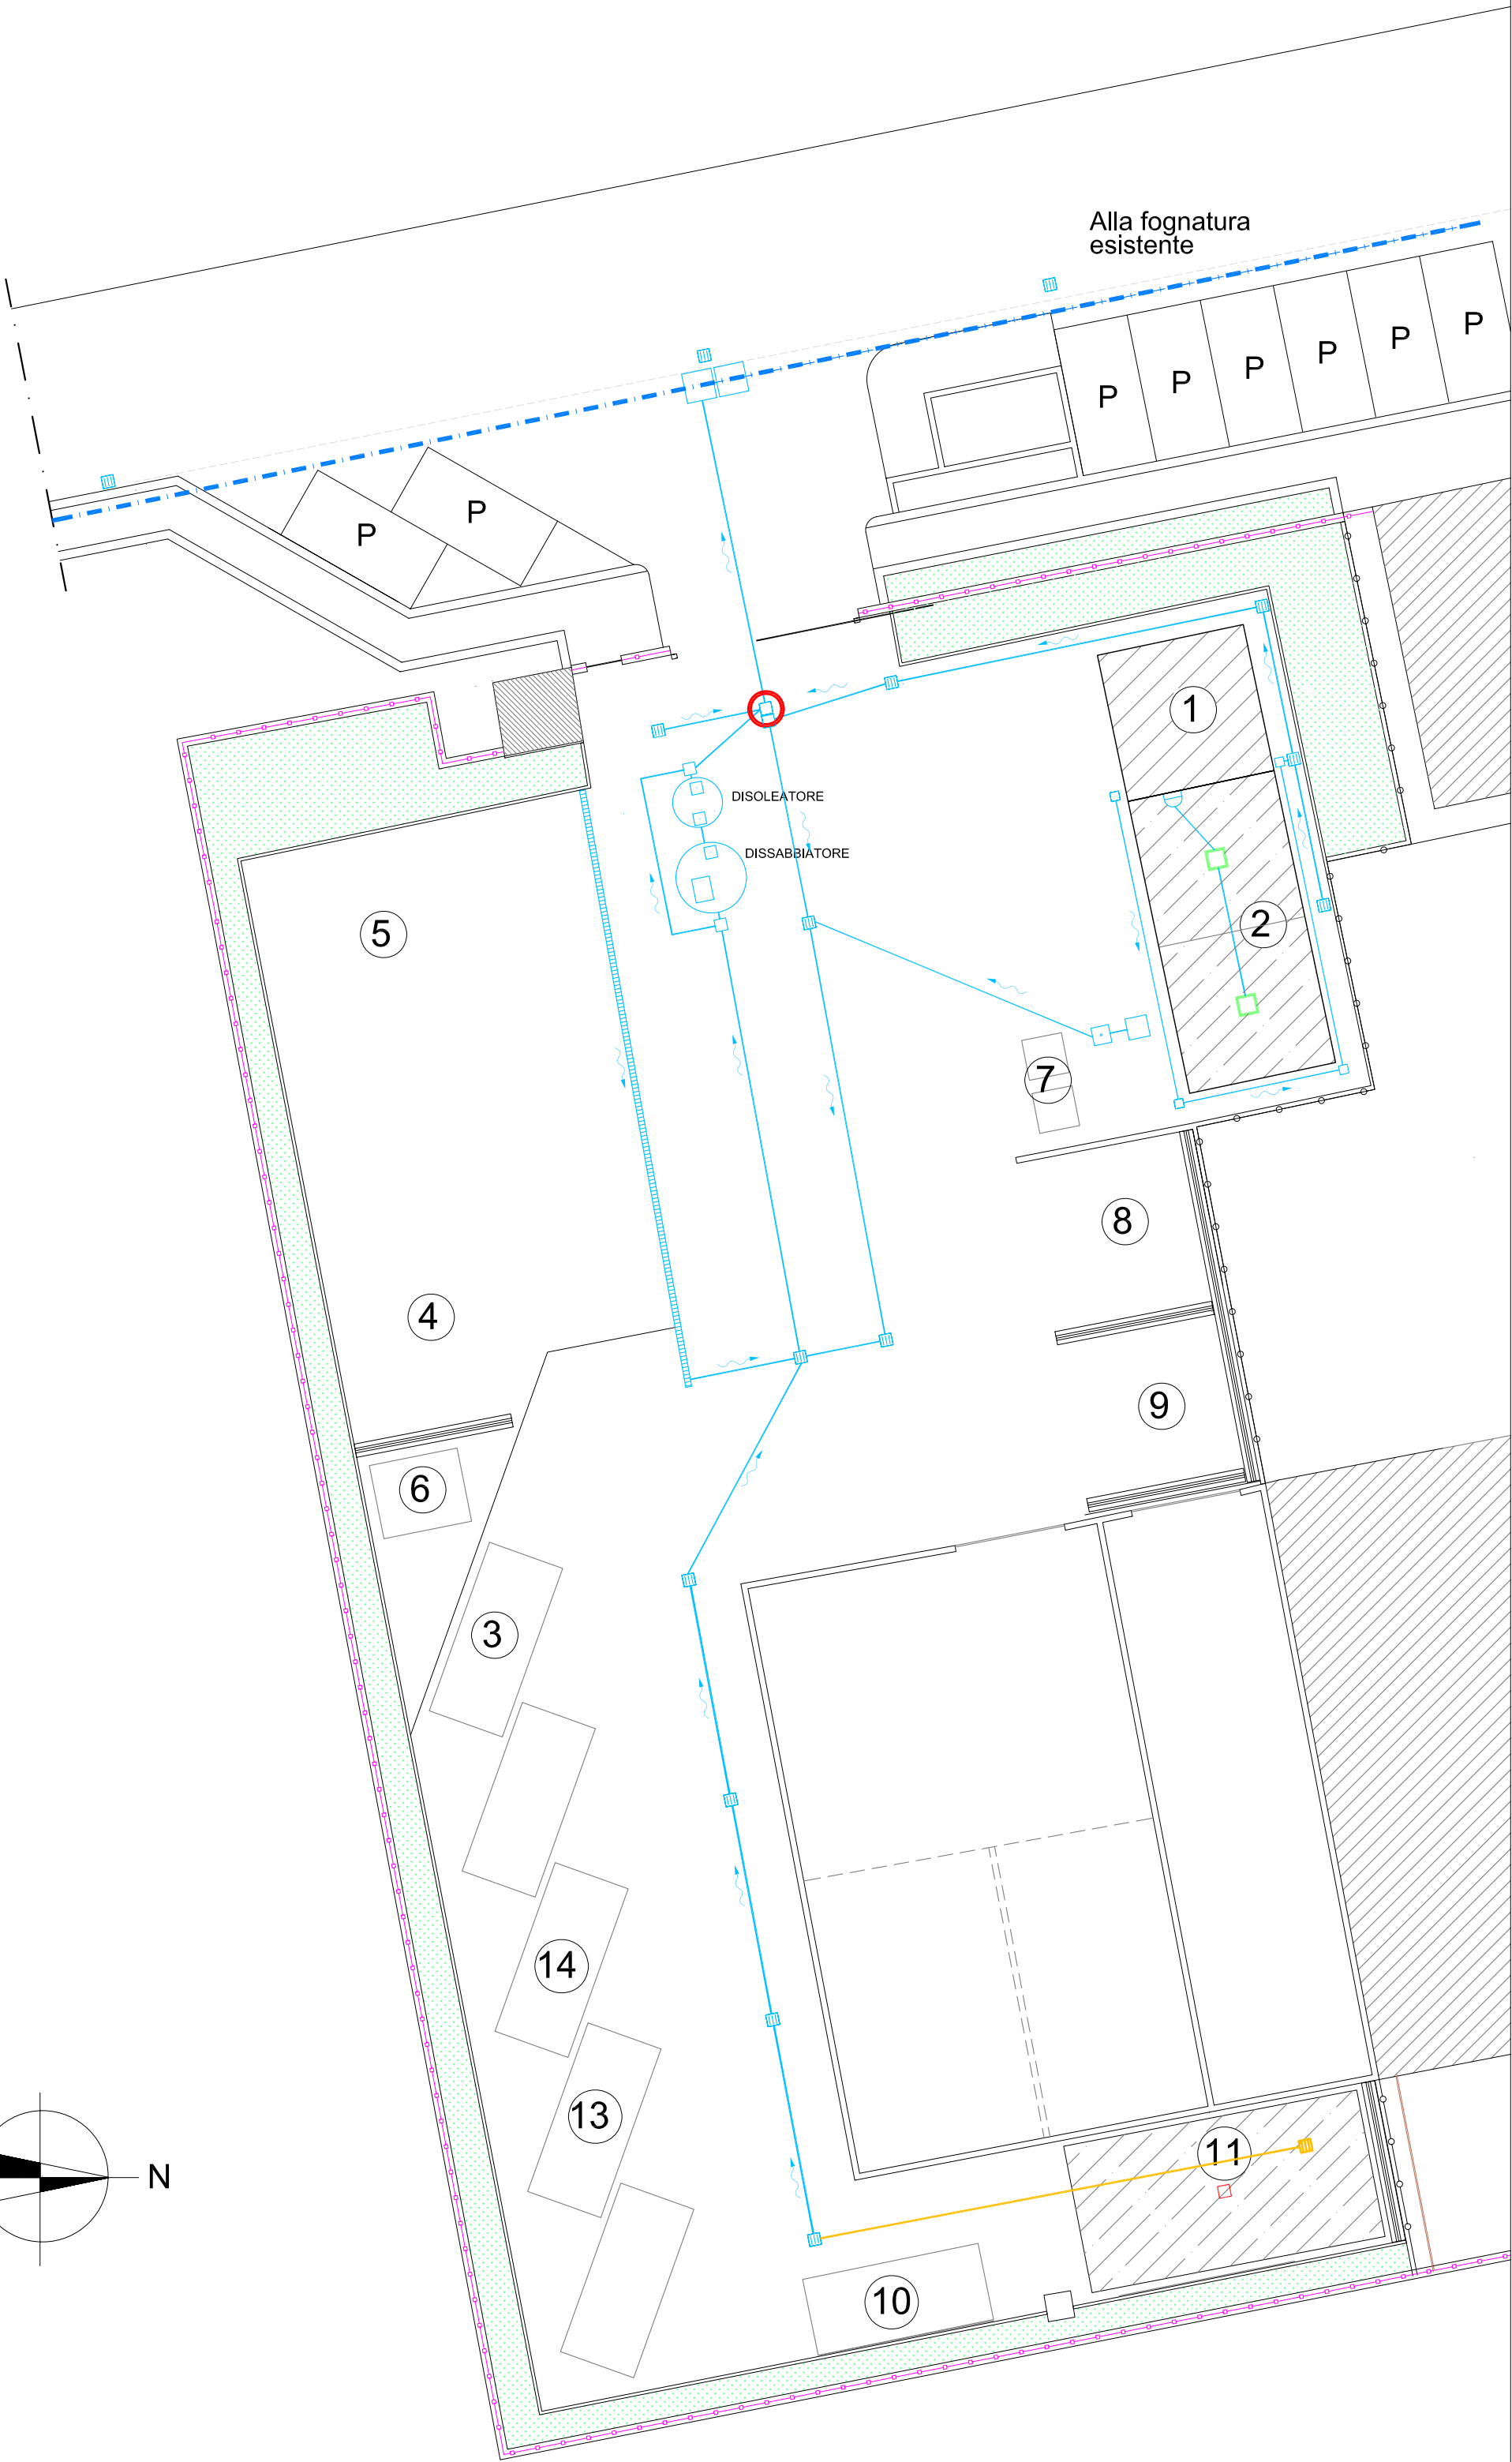 Alla fognatura
esistente
P
P
P
P
P
P
P
P
1
DISOLEATORE
DISSABBIATORE
2
5
7
8
4
9
6
3
14
13
11
N
10